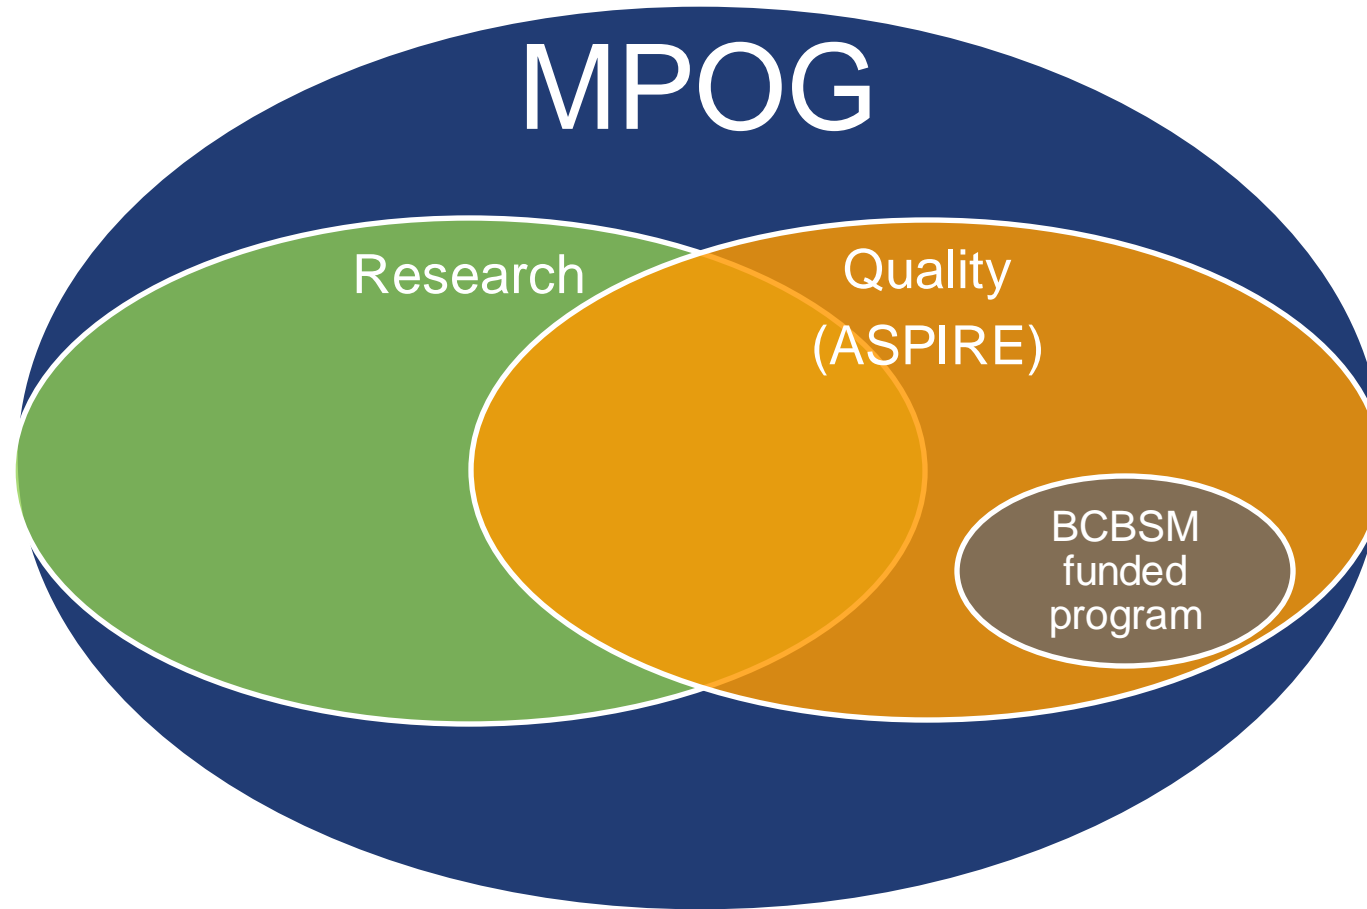 MPOG
Research
Quality
(ASPIRE)
BCBSM
funded
program